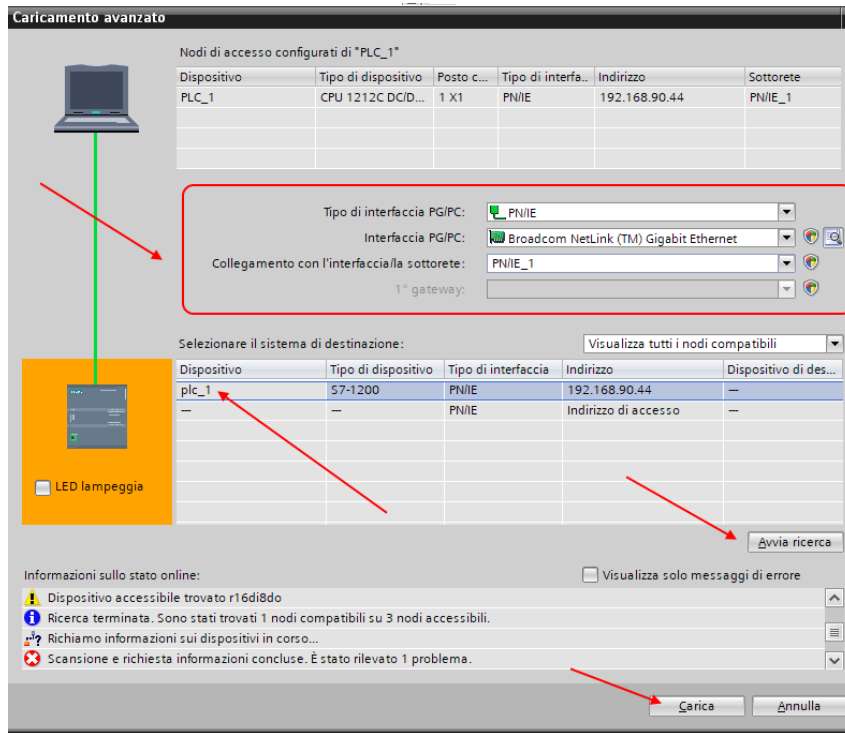 Caricamento avanzato
Nodi di accesso configurati di "PLC_1"
Dispositivo Tipo di dispositivo Posto c... Tipo di interfa.. Indirizzo Sottorete
PLC_1 CPU 1212C DC/D... 1 X1 PN/IE 192.168.90.44 PN/IE_1
Tipo di interfaccia PG/PC: PN/IE
Interfaccia PG/PC: Broadcom NetLink (TM) Gigabit Ethernet
Collegamento con l'interfaccia/la sottorete: PN/IE_1
1° gateway:
Selezionare il sistema di destinazione: Visualizza tutti i nodi compatibili
Dispositivo Tipo di dispositivo Tipo di interfaccia Indirizzo Dispositivo di des...
plc_1 S7-1200 PN/IE 192.168.90.44 —
— — PN/IE Indirizzo di accesso —
LED lampeggia
Avvia ricerca
Informazioni sullo stato online: Visualizza solo messaggi di errore
Dispositivo accessibile trovato r16di8do
Ricerca terminata. Sono stati trovati 1 nodi compatibili su 3 nodi accessibili.
Richiamo informazioni sui dispositivi in corso...
Scansione e richiesta informazioni concluse. È stato rilevato 1 problema.
Carica Annulla